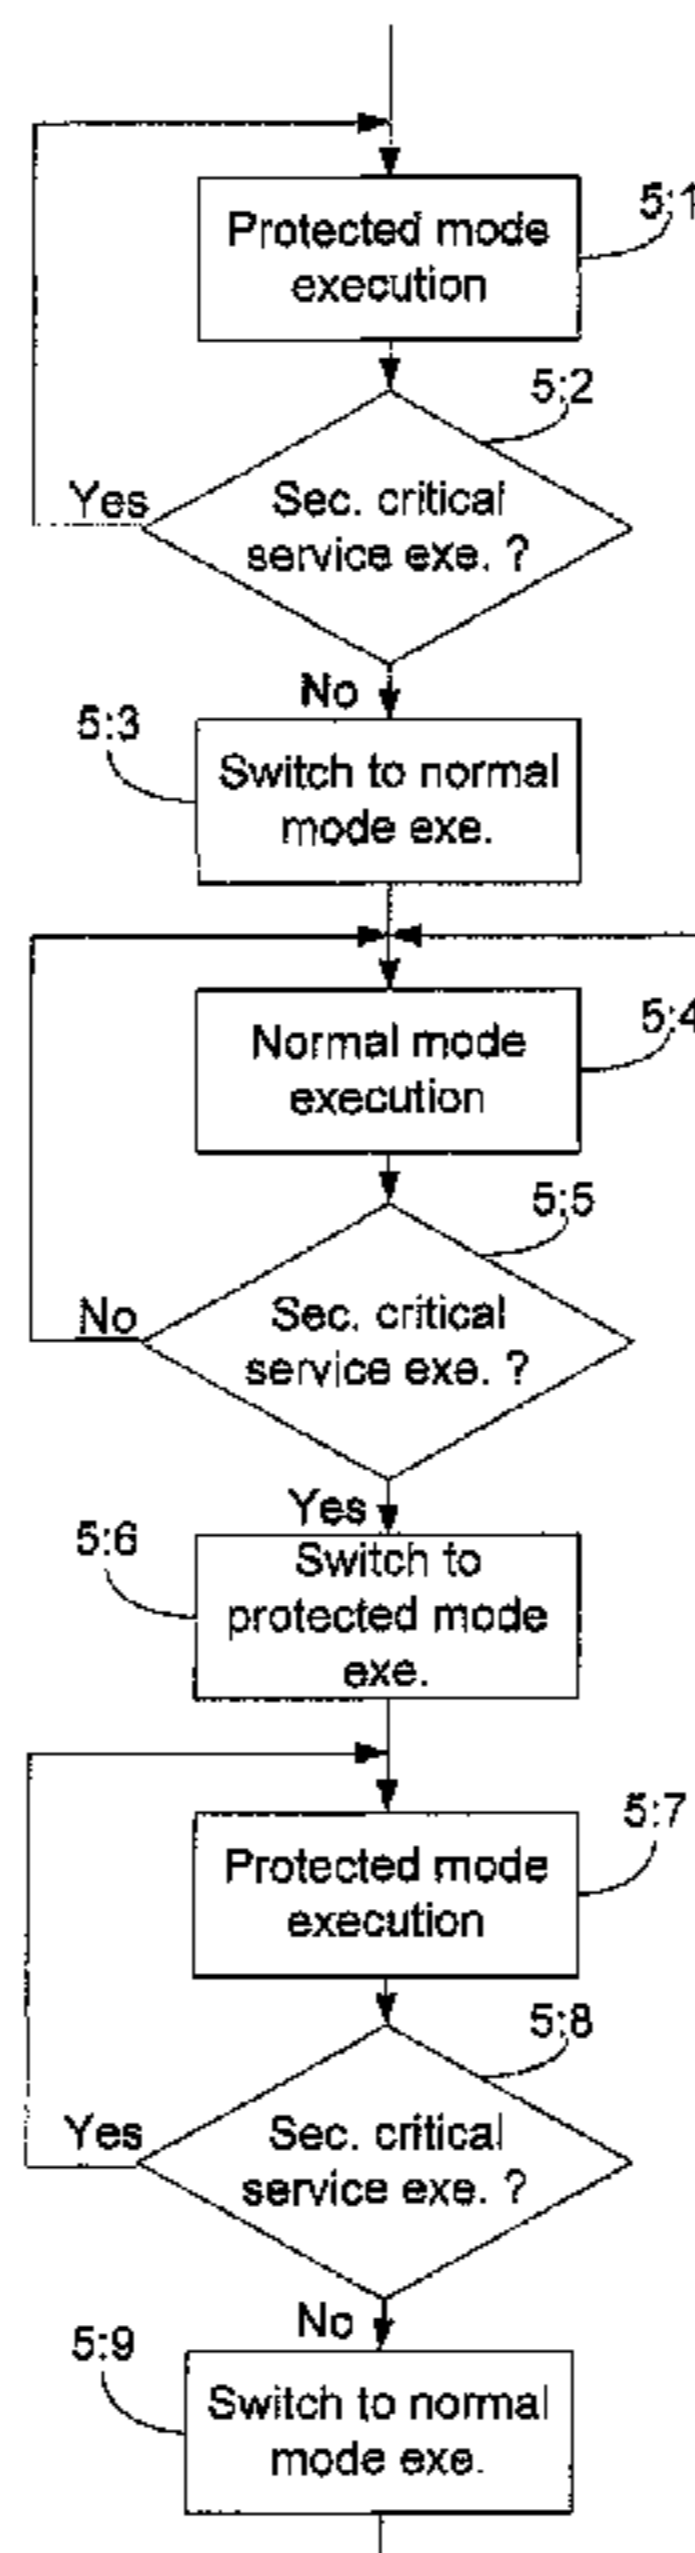 5:1
Protected mode
execution
5:2
Yes
Sec. critical
service exe. ?
No
5:3
Switch to normal
mode exe.
5:4
Normal mode
execution
5:5
No
Sec. critical
service exe. ?
Yes
5:6
Switch to
protected mode
exe.
5:7
Protected mode
execution
5:8
Yes
Sec. critical
service exe. ?
No
5:9
Switch to normal
mode exe.